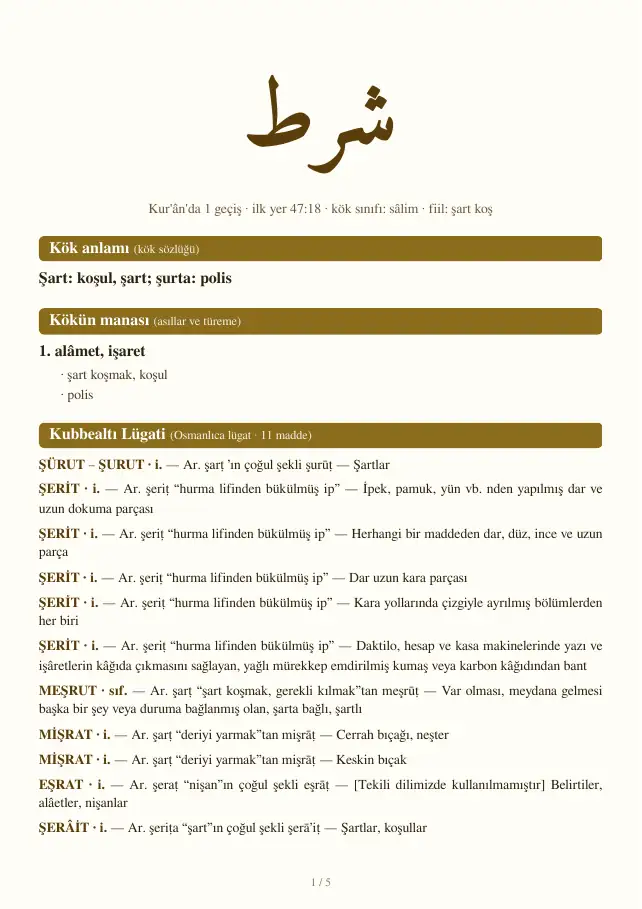 شرط
Kur'ân'da 1 geçiş · ilk yer 47:18 · kök sınıfı: sâlim · fiil: şart koş
Kök anlamı (kök sözlüğü)
Şart: koşul, şart; şurta: polis
Kökün manası (asıllar ve türeme)
1. alâmet, işaret
· şart koşmak, koşul
· polis
Kubbealtı Lügati (Osmanlıca lügat · 11 madde)
ŞÜRUT – ŞURUT · i. — Ar. şarṭ ’ın çoğul şekli şurūṭ — Şartlar
ŞERİT · i. — Ar. şeriṭ “hurma lifinden bükülmüş ip” — İpek, pamuk, yün vb. nden yapılmış dar ve
uzun dokuma parçası
ŞERİT · i. — Ar. şeriṭ “hurma lifinden bükülmüş ip” — Herhangi bir maddeden dar, düz, ince ve uzun
parça
ŞERİT · i. — Ar. şeriṭ “hurma lifinden bükülmüş ip” — Dar uzun kara parçası
ŞERİT · i. — Ar. şeriṭ “hurma lifinden bükülmüş ip” — Kara yollarında çizgiyle ayrılmış bölümlerden
her biri
ŞERİT · i. — Ar. şeriṭ “hurma lifinden bükülmüş ip” — Daktilo, hesap ve kasa makinelerinde yazı ve
işâretlerin kâğıda çıkmasını sağlayan, yağlı mürekkep emdirilmiş kumaş veya karbon kâğıdından bant
MEŞRUT · sıf. — Ar. şarṭ “şart koşmak, gerekli kılmak”tan meşrūṭ — Var olması, meydana gelmesi
başka bir şey veya duruma bağlanmış olan, şarta bağlı, şartlı
MİŞRAT · i. — Ar. şarṭ “deriyi yarmak”tan mişrāṭ — Cerrah bıçağı, neşter
MİŞRAT · i. — Ar. şarṭ “deriyi yarmak”tan mişrāṭ — Keskin bıçak
EŞRAT · i. — Ar. şeraṭ “nişan”ın çoğul şekli eşrāṭ — [Tekili dilimizde kullanılmamıştır] Belirtiler,
alâetler, nişanlar
ŞERÂİT · i. — Ar. şeriṭa “şart”ın çoğul şekli şerā’iṭ — Şartlar, koşullar
1 / 5